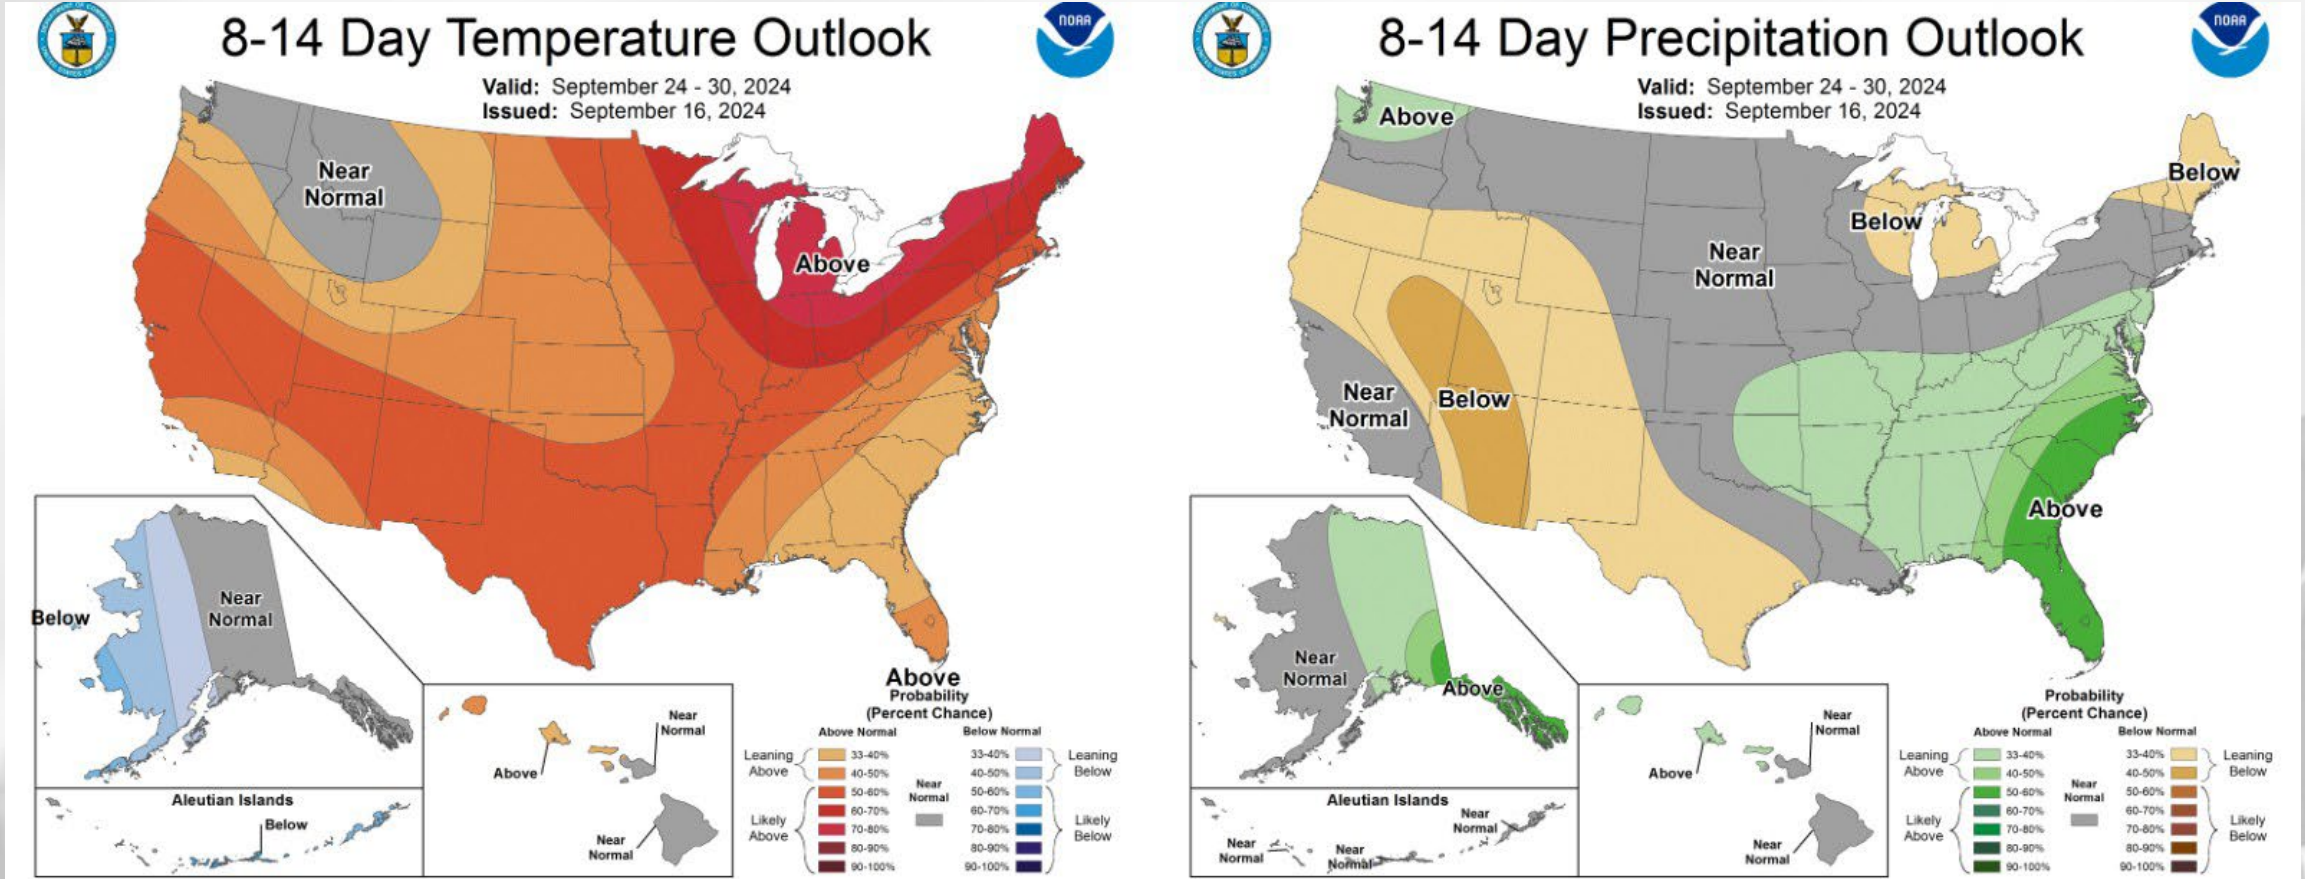 8-14 Day Temperature Outlook
NOAA
Valid: September 24 - 30, 2024
Issued: September 16, 2024
Near
Normal
Above
Below
Near
Normal
Above
Near
Normal
Above
Near
Normal
Aleutian Islands
Below
Probability
(Percent Chance)
Above Normal
Below Normal
Leaning
Above
33-40%
40-50%
50-60%
60-70%
70-80%
80-90%
90-100%
Likely
Above
Near
Normal
33-40%
40-50%
50-60%
60-70%
70-80%
80-90%
90-100%
Leaning
Below
Likely
Below
8-14 Day Precipitation Outlook
NOAA
Valid: September 24 - 30, 2024
Issued: September 16, 2024
Above
Below
Below
Near
Normal
Near
Normal
Below
Above
Near
Normal
Above
Near
Normal
Above
Near
Normal
Aleutian Islands
Near
Normal
Near
Normal
Near
Normal
Probability
(Percent Chance)
Above Normal
Below Normal
Leaning
Above
33-40%
40-50%
50-60%
60-70%
70-80%
80-90%
90-100%
Likely
Above
Near
Normal
33-40%
40-50%
50-60%
60-70%
70-80%
80-90%
90-100%
Leaning
Below
Likely
Below